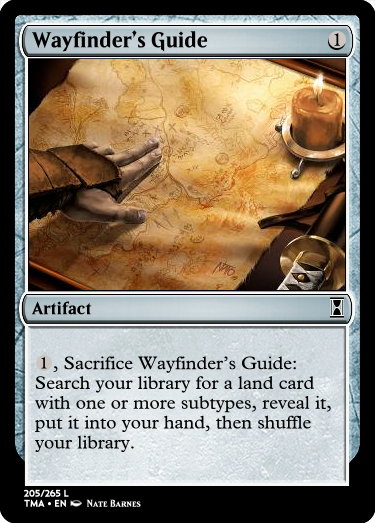 Wayfinder's Guide 1
Artifact
1, Sacrifice Wayfinder's Guide:
Search your library for a land card
with one or more subtypes, reveal it,
put it into your hand, then shuffle
your library.
205/265 L
TMA • EN Nate Barnes